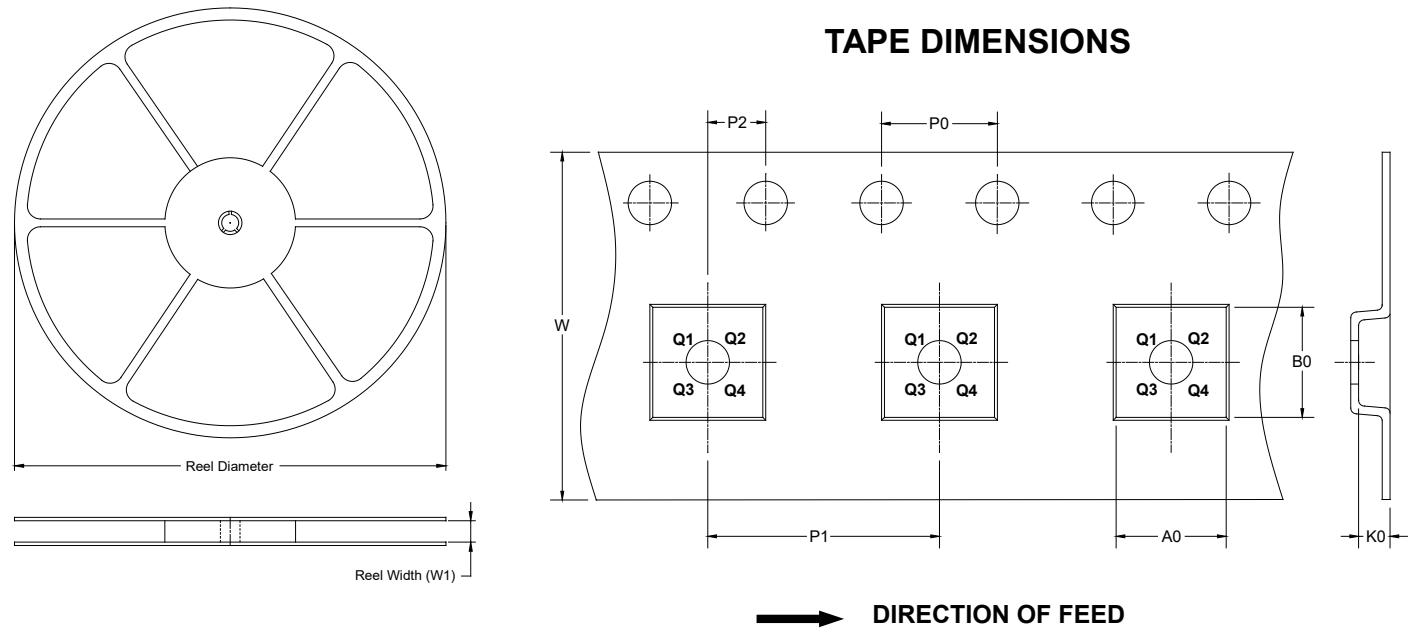 TAPE DIMENSIONS
P2
P0
W
Q1 Q2
Q3 Q4
Q1 Q2
Q3 Q4
Q1 Q2
Q3 Q4
B0
P1
A0
K0
Reel Diameter
Reel Width (W1)
DIRECTION OF FEED